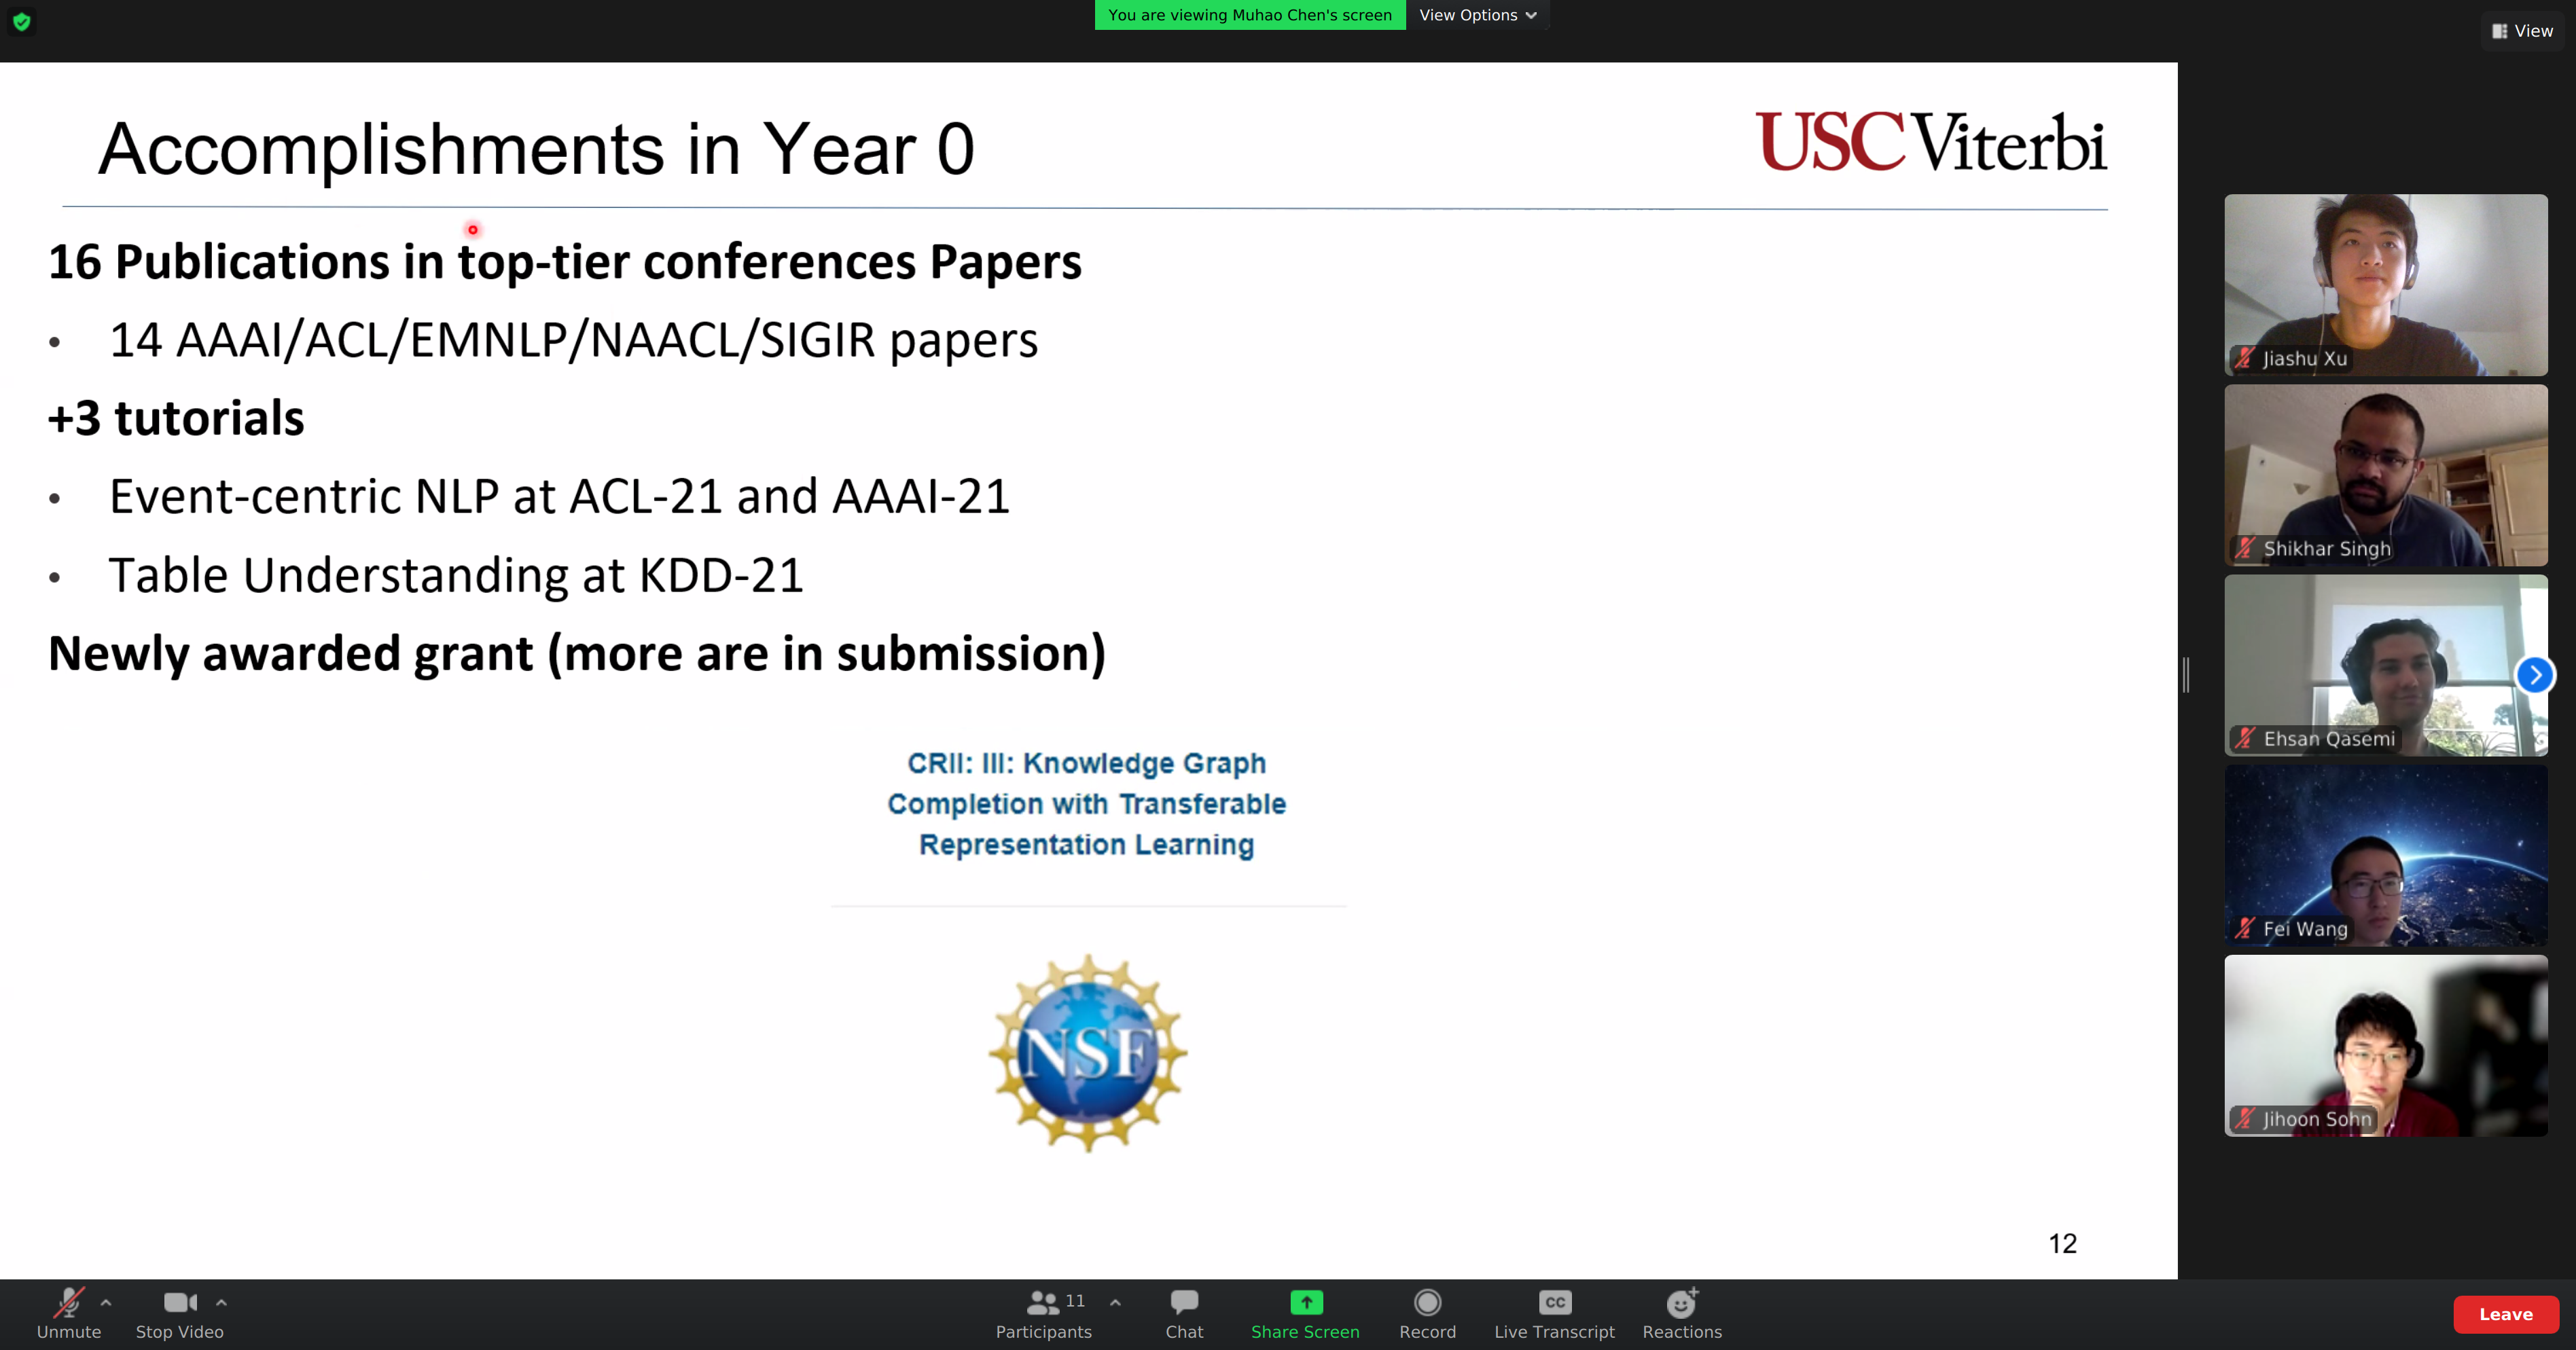 You are viewing Muhao Chen's screen
View Options
View
Accomplishments in Year 0
USC Viterbi
16 Publications in top-tier conferences Papers
• 14 AAAI/ACL/EMNLP/NAACL/SIGIR papers
+3 tutorials
• Event-centric NLP at ACL-21 and AAAI-21
• Table Understanding at KDD-21
Newly awarded grant (more are in submission)
CRII: III: Knowledge Graph
Completion with Transferable
Representation Learning
NSF
12
Jiashu Xu
Shikhar Singh
Ehsan Qasemi
Fei Wang
Jihoon Sohn
Unmute
Stop Video
11
Participants
Chat
Share Screen
Record
CC
Live Transcript
Reactions
Leave